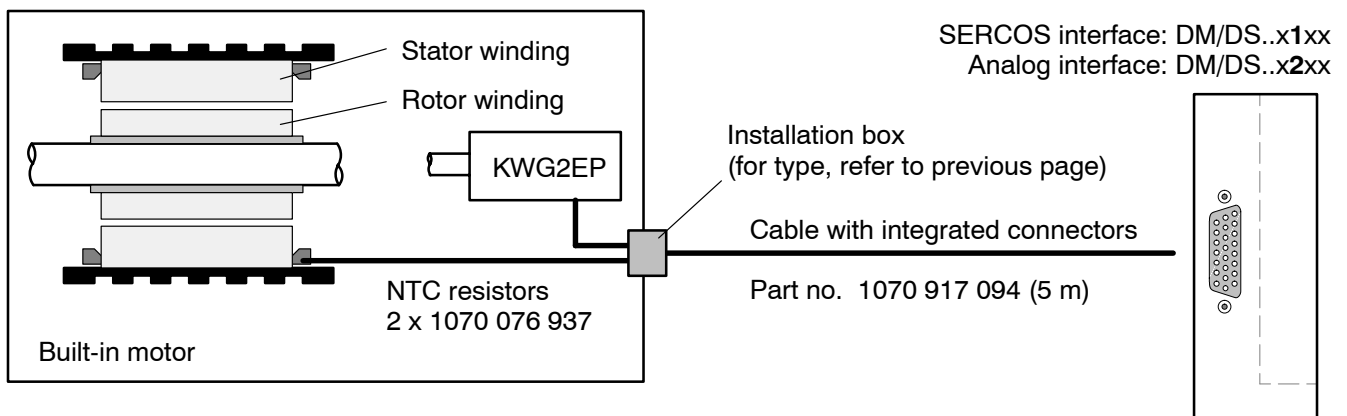 SERCOS interface: DM/DS..x1xx
Analog interface: DM/DS..x2xx
Stator winding
Rotor winding
Installation box
(for type, refer to previous page)
KWG2EP
Cable with integrated connectors
Part no. 1070 917 094 (5 m)
NTC resistors
2 x 1070 076 937
Built-in motor